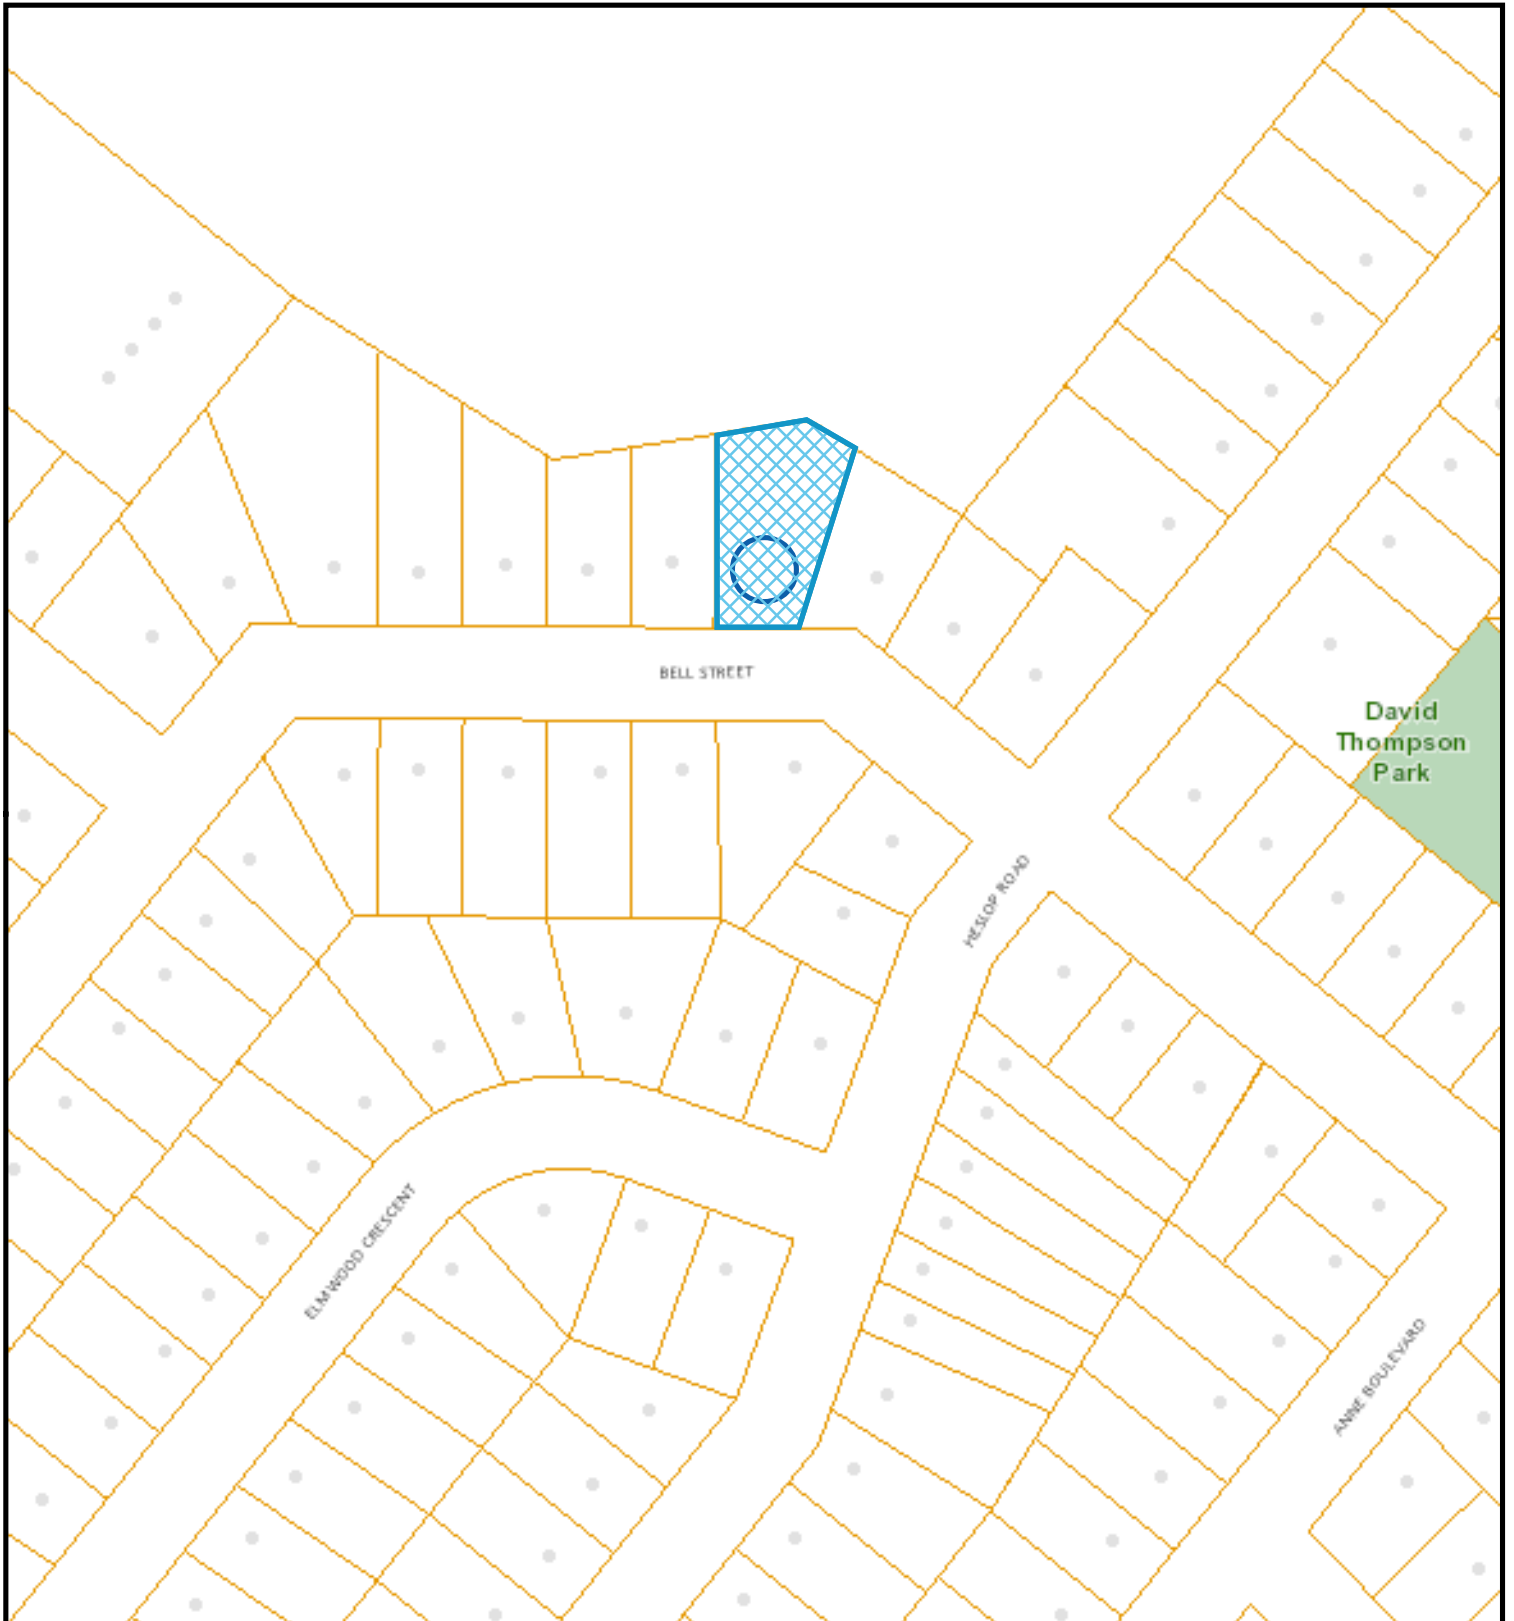 BELL STREET
David
Thompson
Park
HESLOP ROAD
ELMWOOD CRESCENT
ANNE BOULEVARD